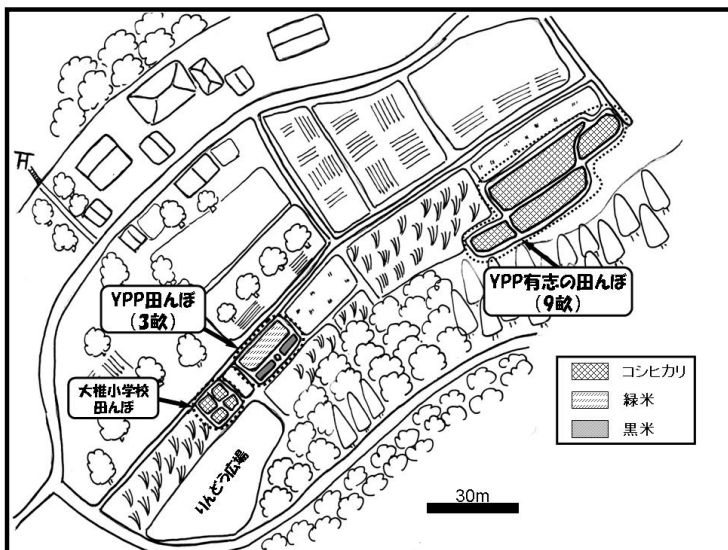 YPP田んぼ
(3畝)
大椎小学校
田んぼ
YPP有志の田んぼ
(9畝)
コシヒカリ
緑米
黒米
りんどう広場
30m